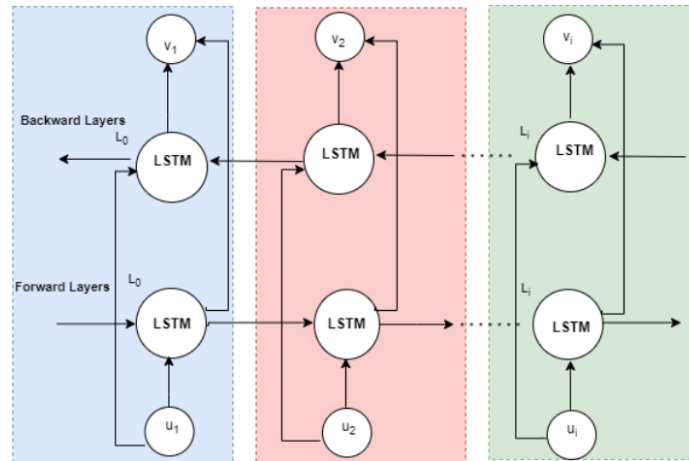 v₁ v₂ vᵢ
Backward Layers
L₀ Lᵢ
LSTM LSTM LSTM
L₀ Lᵢ
Forward Layers
LSTM LSTM LSTM
u₁ u₂ uᵢ